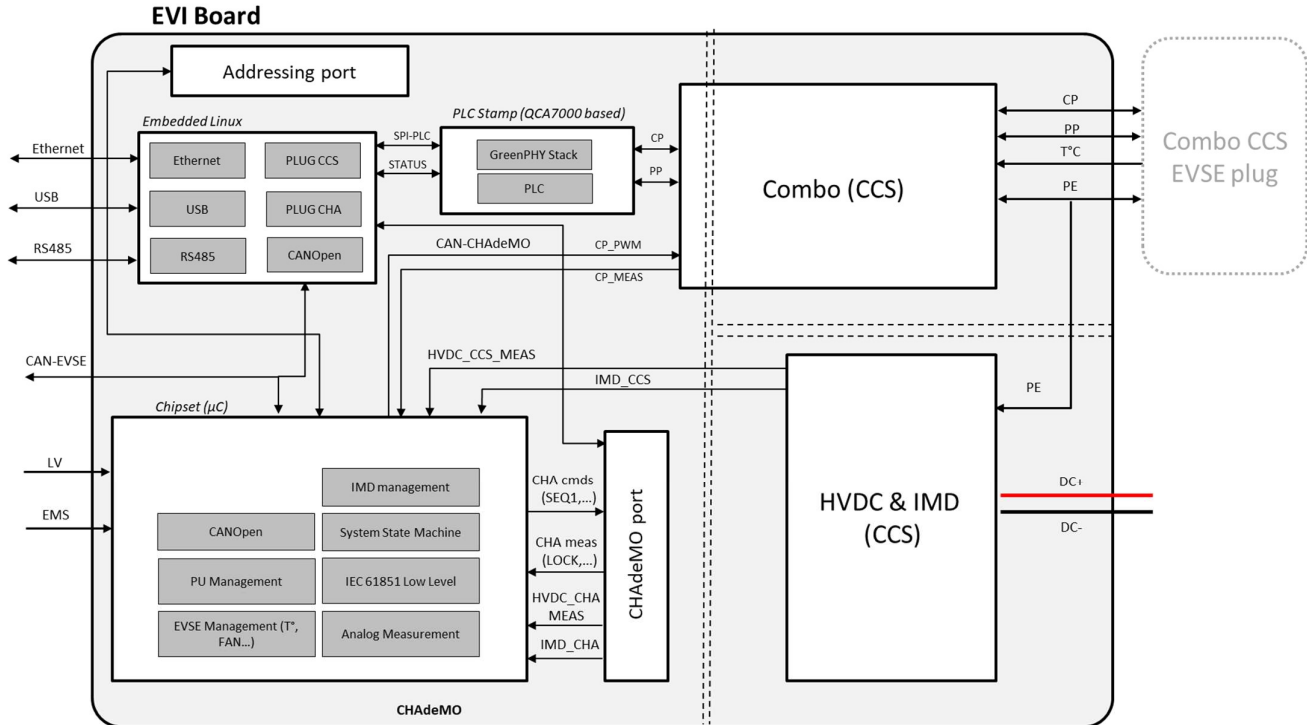 EVI Board
Addressing port
Embedded Linux
Ethernet
PLUG CCS
USB
PLUG CHA
RS485
CANOpen
Ethernet
USB
RS485
SPI-PLC
STATUS
PLC Stamp (QCA7000 based)
GreenPHY Stack
PLC
CP
PP
Combo (CCS)
CP
PP
T°C
PE
Combo CCS
EVSE plug
CAN-CHAdeMO
CP_PWM
CP_MEAS
CAN-EVSE
HVDC_CCS_MEAS
IMD_CCS
PE
Chipset (µC)
LV
EMS
IMD management
CANOpen
System State Machine
PU Management
IEC 61851 Low Level
EVSE Management (T°,
FAN...)
Analog Measurement
CHA cmds
(SEQ1,...)
CHA meas
(LOCK,...)
HVDC_CHA
MEAS
IMD_CHA
CHAdeMO port
HVDC & IMD
(CCS)
DC+
DC-
CHAdeMO